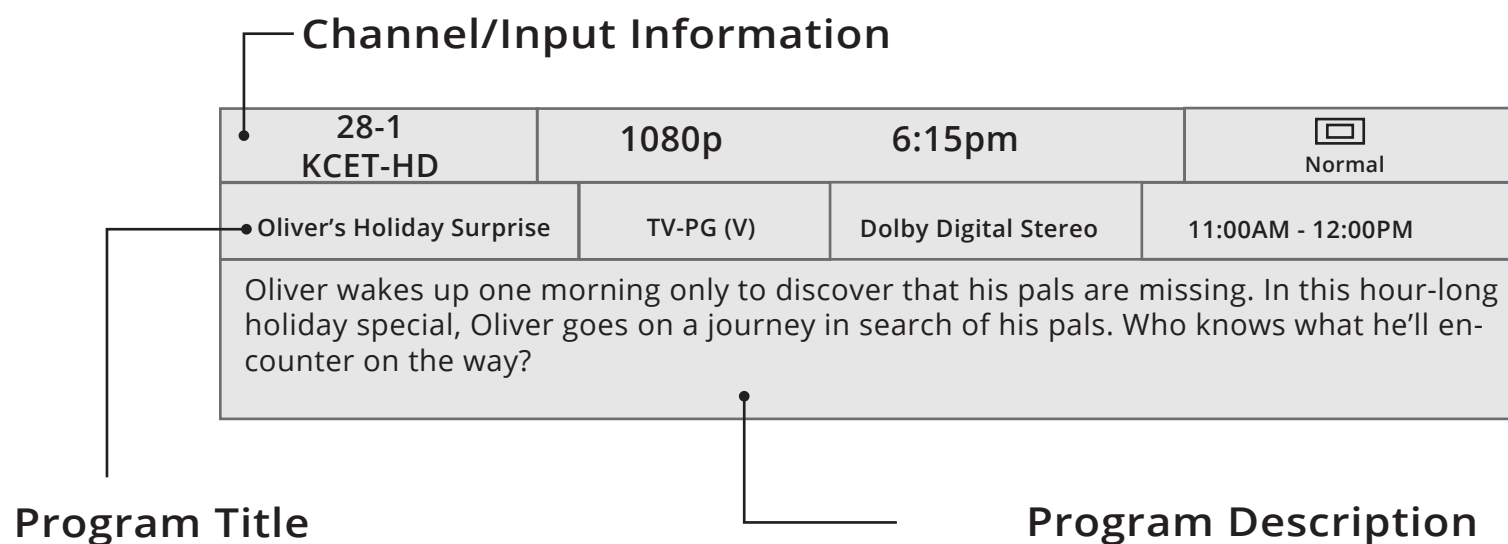 Channel/Input Information
28-1
KCET-HD
1080p
6:15pm
Normal
Oliver’s Holiday Surprise
TV-PG (V)
Dolby Digital Stereo
11:00AM - 12:00PM
Oliver wakes up one morning only to discover that his pals are missing. In this hour-long
holiday special, Oliver goes on a journey in search of his pals. Who knows what he’ll en-
counter on the way?
Program Title
Program Description